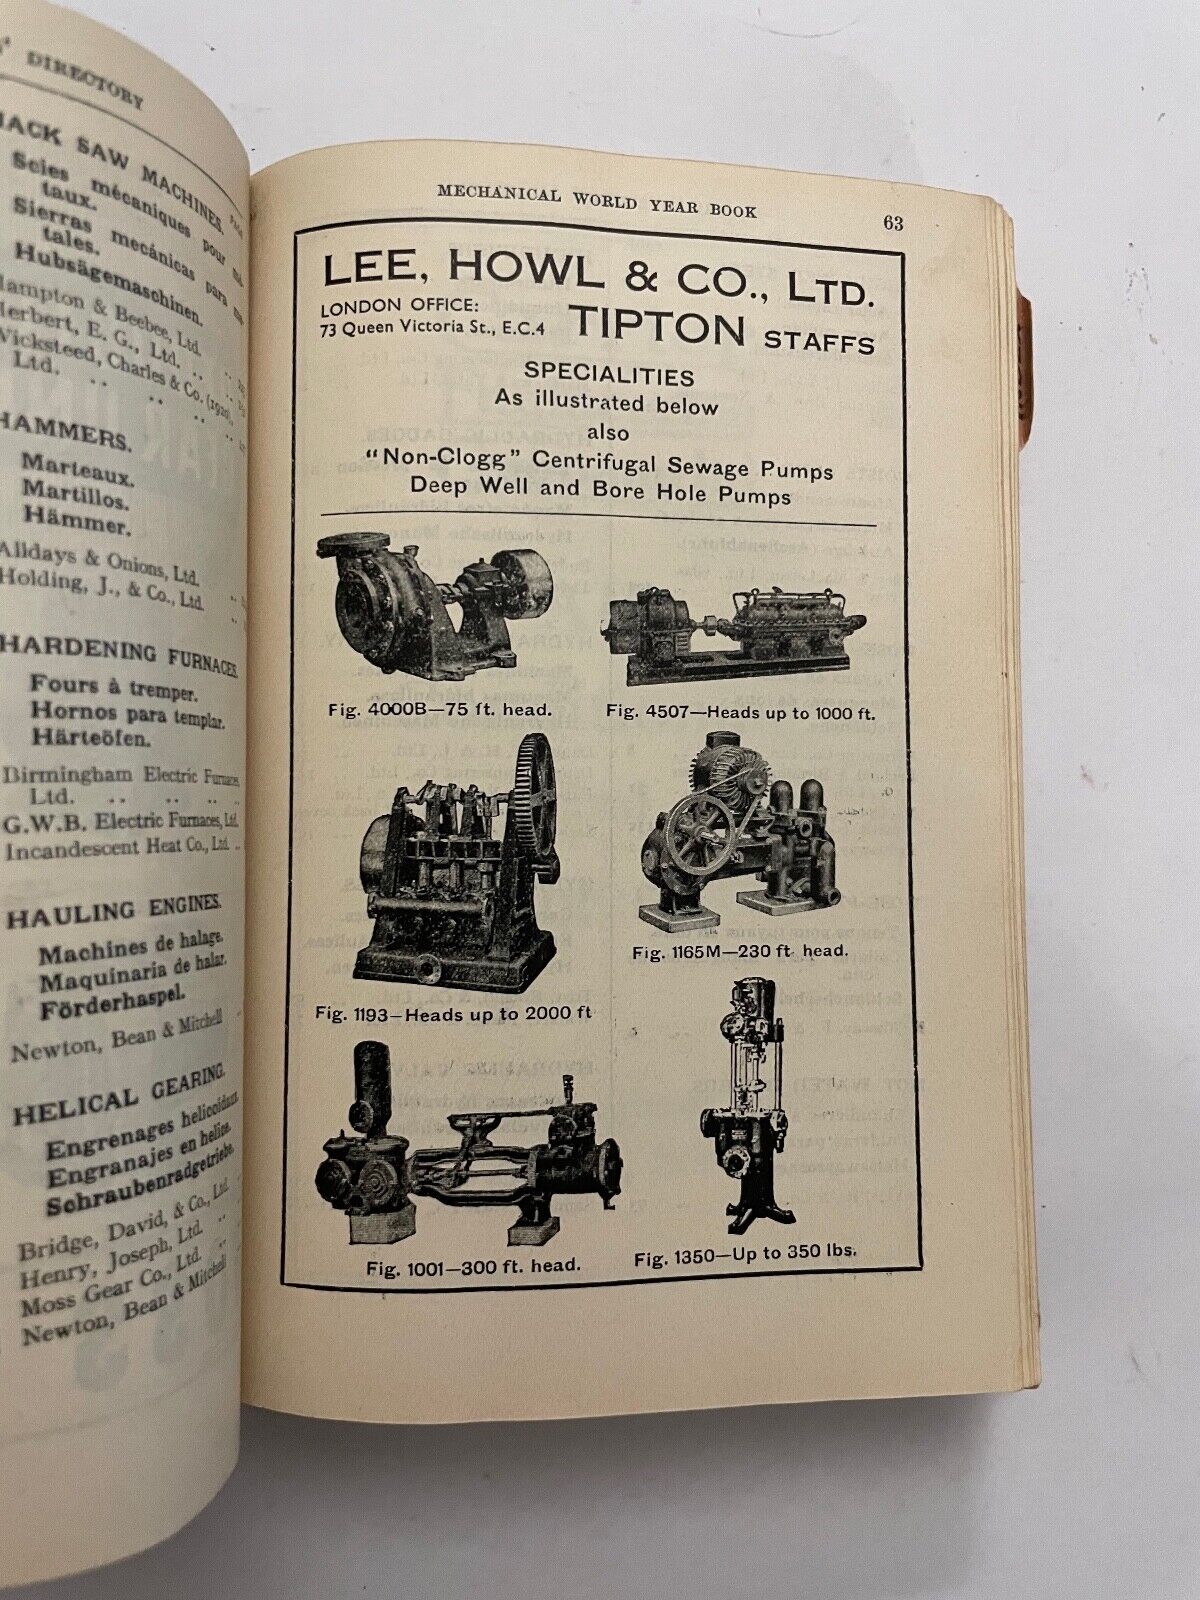 DIRECTORY
HACK SAW MACHINES.
Scies mécaniques pour mé-
taux.
Sierras mecánicas para me-
tales.
Hubsägemaschinen.
Hampton & Beebee, Ltd.
Herbert, E. G., Ltd. .. ..
Wicksteed, Charles & Co. (1920),
Ltd. .. .. .. ..
HAMMERS.
Marteaux.
Martillos.
Hämmer.
Alldays & Onions, Ltd.
Holding, J., & Co., Ltd.
HARDENING FURNACES.
Fours à tremper.
Hornos para templar.
Härteöfen.
Birmingham Electric Furnaces,
Ltd. .. .. .. ..
G.W.B. Electric Furnaces, Ltd.
Incandescent Heat Co., Ltd. ..
HAULING ENGINES.
Machines de halage.
Maquinaria de halar.
Förderhaspel.
Newton, Bean & Mitchell
HELICAL GEARING.
Engrenages helicoidaux.
Engranajes en helice.
Schraubenradgetriebe.
Bridge, David, & Co., Ltd.
Henry, Joseph, Ltd. ..
Moss Gear Co., Ltd. ..
Newton, Bean & Mitchell
MECHANICAL WORLD YEAR BOOK
63
LEE, HOWL & CO., LTD.
LONDON OFFICE:
73 Queen Victoria St., E.C.4
TIPTON STAFFS
SPECIALITIES
As illustrated below
also
"Non-Clogg" Centrifugal Sewage Pumps
Deep Well and Bore Hole Pumps
Fig. 4000B—75 ft. head.
Fig. 4507—Heads up to 1000 ft.
Fig. 1165M—230 ft. head.
Fig. 1193—Heads up to 2000 ft
Fig. 1001—300 ft. head.
Fig. 1350—Up to 350 lbs.